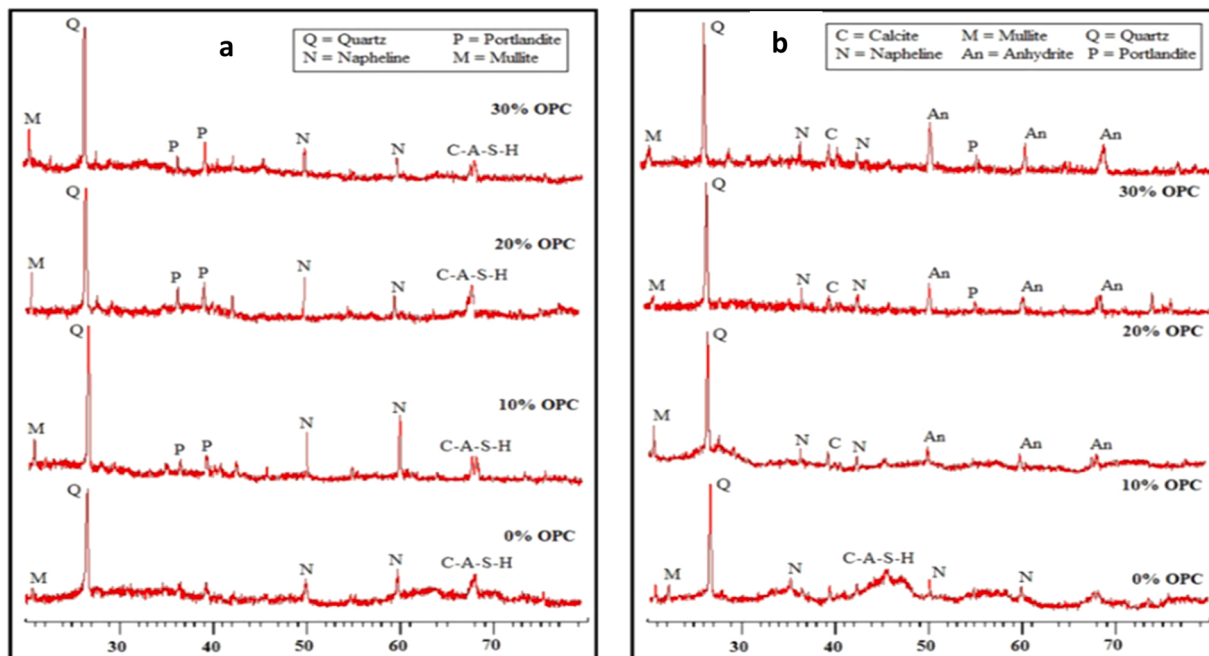 a
Q = Quartz P = Portlandite
N = Napheline M = Mullite
Q
30% OPC
M P P N N C-A-S-H
Q
20% OPC
M P P N N C-A-S-H
Q
10% OPC
M P P N N C-A-S-H
Q
0% OPC
M N N C-A-S-H
30 40 50 60 70
b
C = Calcite M = Mullite Q = Quartz
N = Napheline An = Anhydrite P = Portlandite
Q
M N C N An P An An
30% OPC
Q
M N C N An P An An
20% OPC
Q
M N C N An An An
10% OPC
Q
M N C-A-S-H N N
0% OPC
30 40 50 60 70